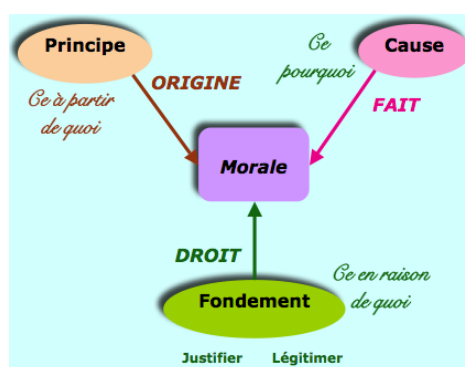 Principe
Ce
Cause
pourquoi
ORIGINE
Ce à partir
de quoi
FAIT
Morale
DROIT
Ce en raison
de quoi
Fondement
Justifier Légitimer